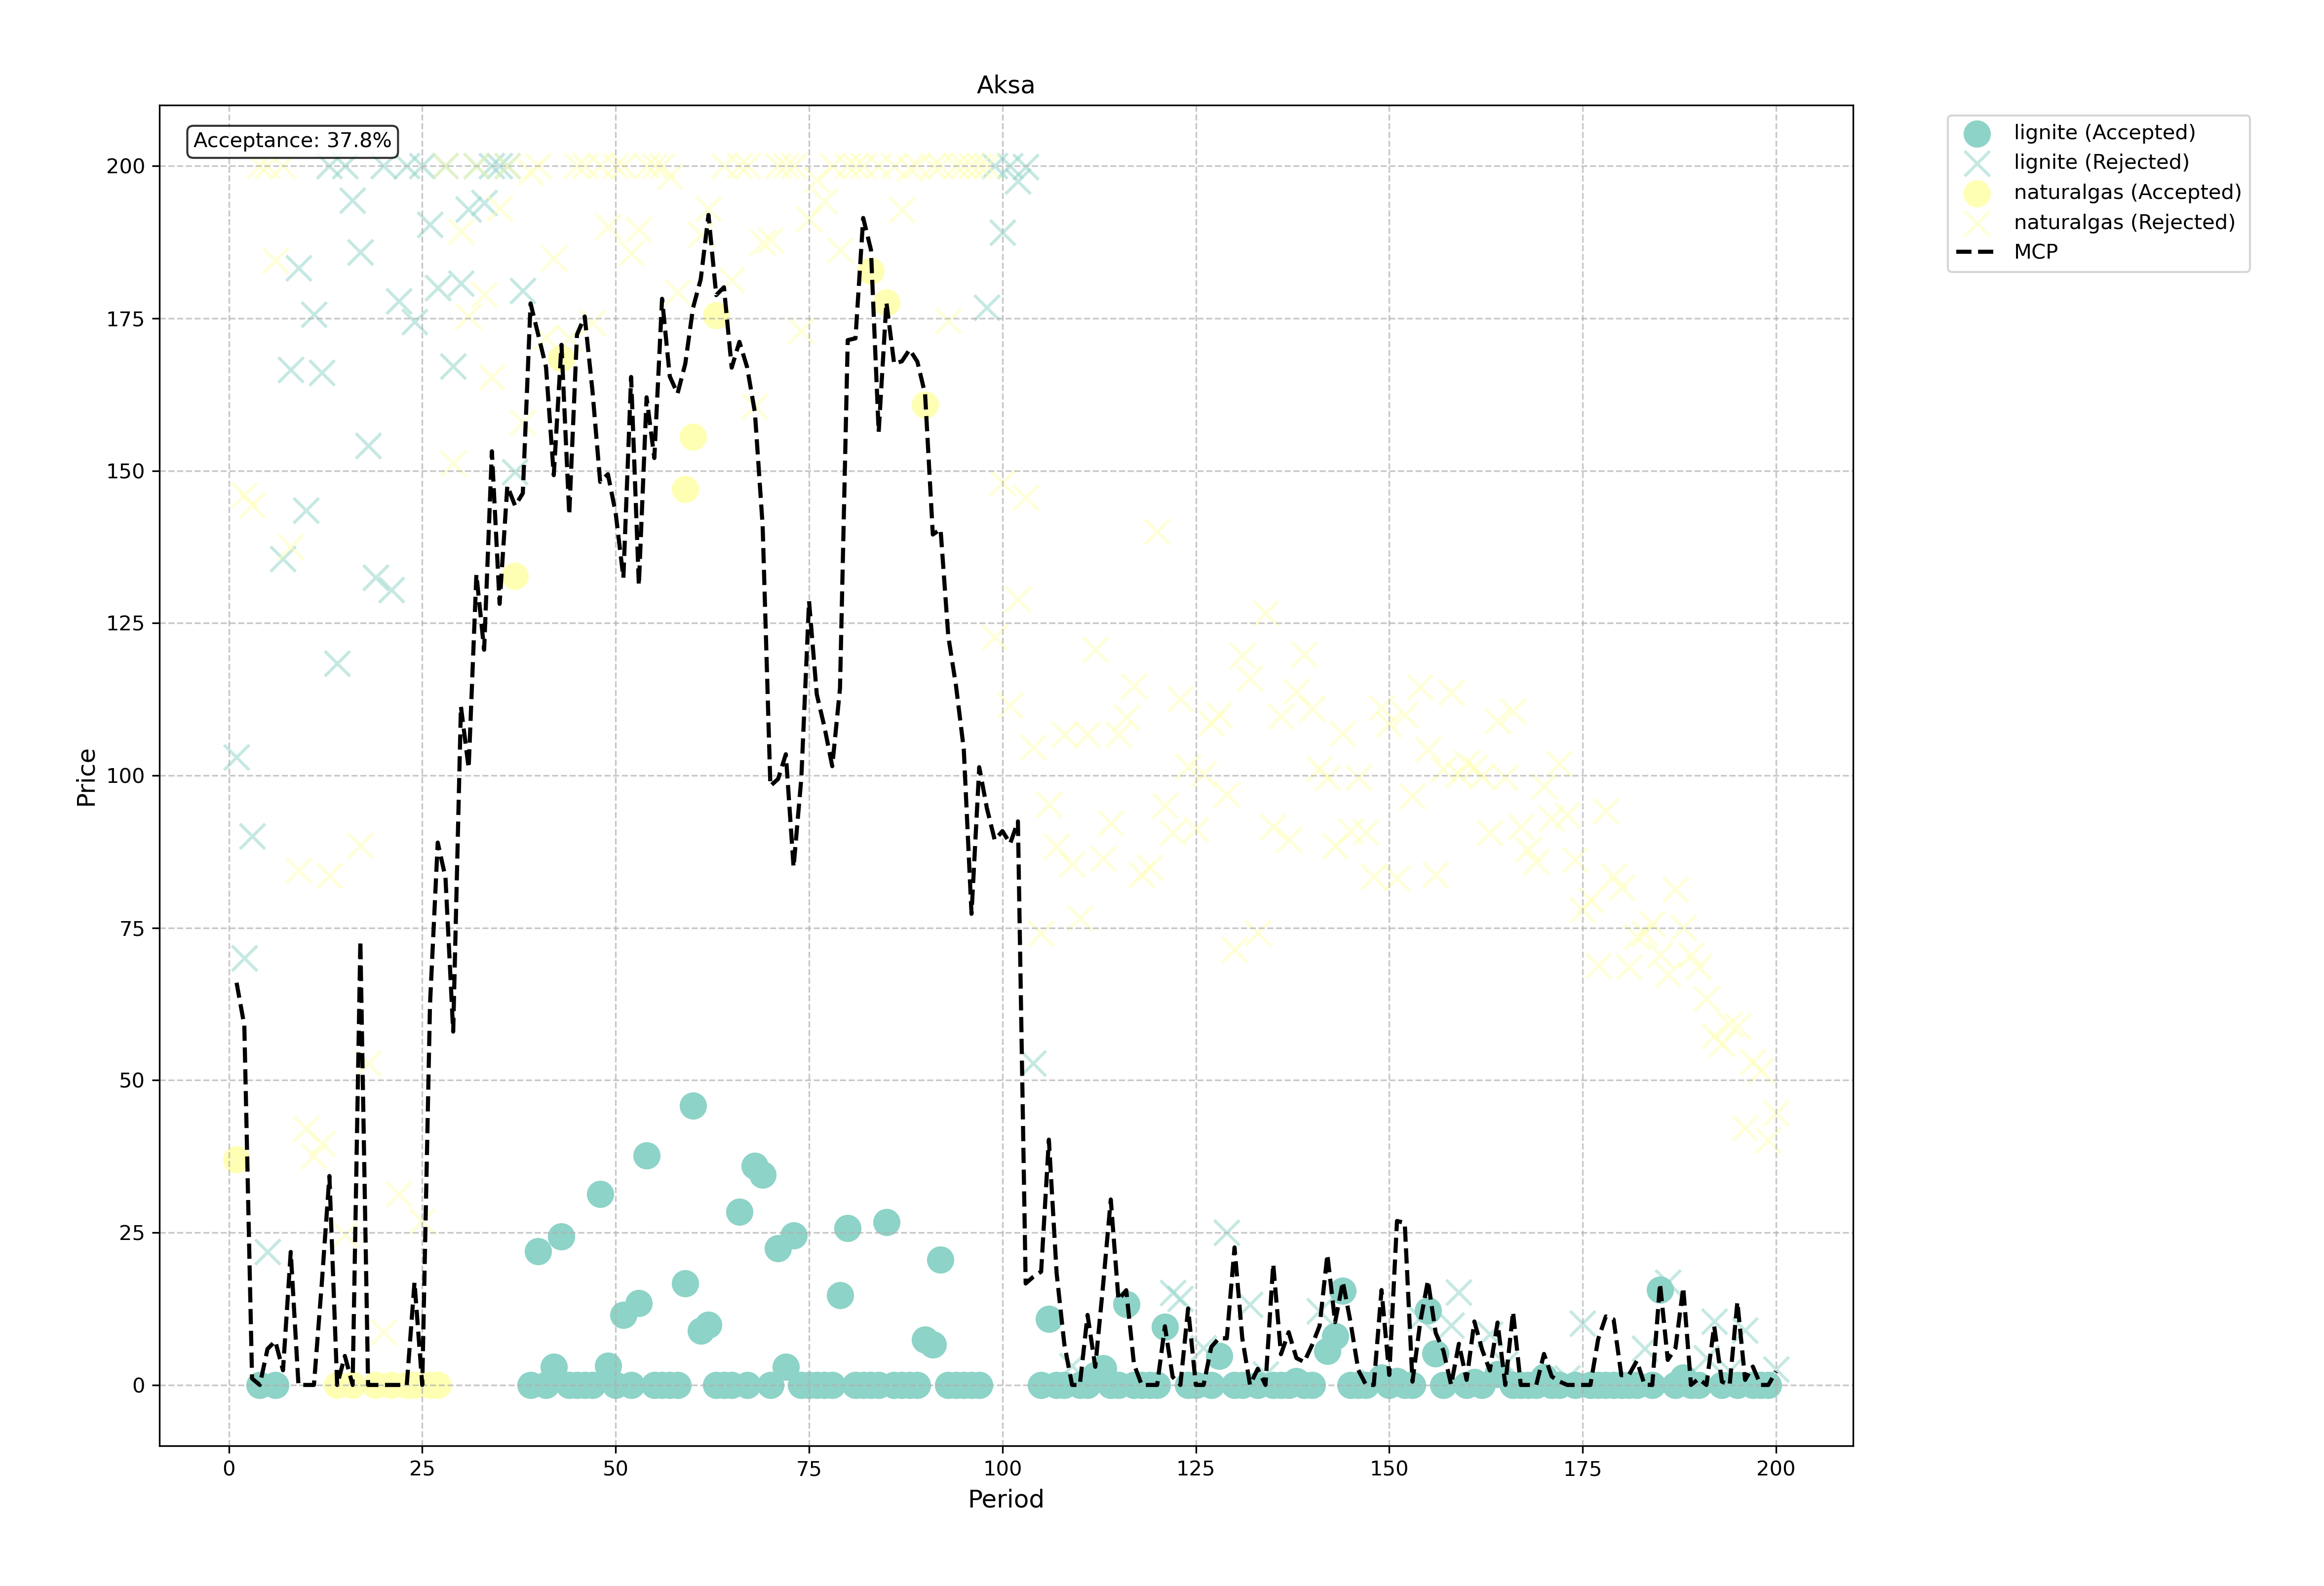 Aksa
Acceptance: 37.8%
lignite (Accepted)
lignite (Rejected)
naturalgas (Accepted)
naturalgas (Rejected)
MCP
Price
200
175
150
125
100
75
50
25
0
0 25 50 75 100 125 150 175 200
Period